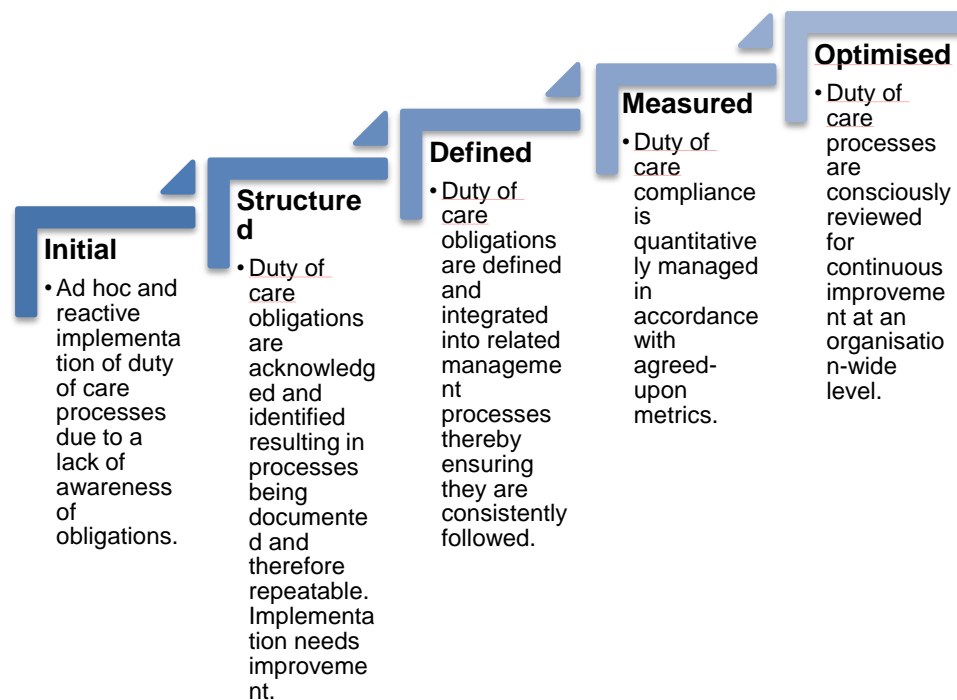 Initial
• Ad hoc and
reactive
implementa
tion of duty
of care
processes
due to a
lack of
awareness
of
obligations.
Structure
d
• Duty of
care
obligations
are
acknowledg
ed and
identified
resulting in
processes
being
documente
d and
therefore
repeatable.
Implementa
tion needs
improveme
nt.
Defined
• Duty of
care
obligations
are defined
and
integrated
into related
manageme
nt
processes
thereby
ensuring
they are
consistently
followed.
Measured
• Duty of
care
compliance
is
quantitative
ly managed
in
accordance
with
agreed-
upon
metrics.
Optimised
• Duty of
care
processes
are
consciously
reviewed
for
continuous
improveme
nt at an
organisatio
n-wide
level.